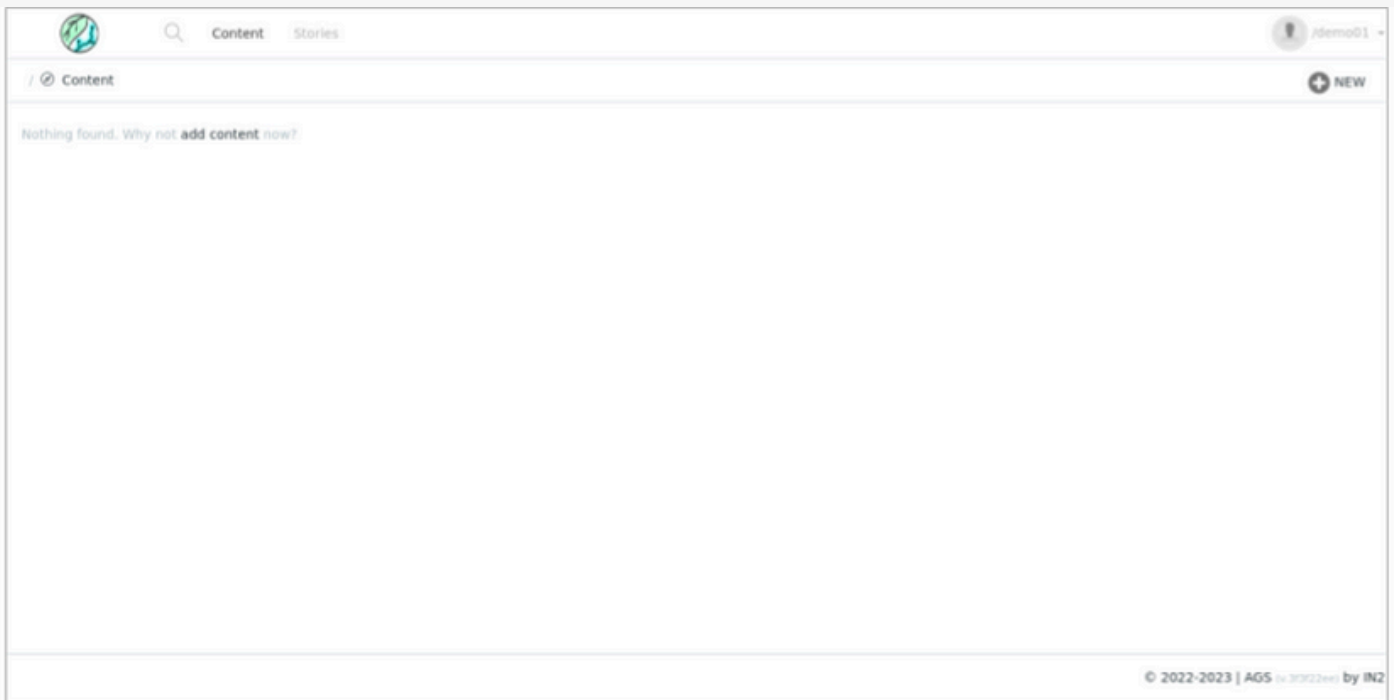 Content Stories /demo01
/ Content NEW
Nothing found. Why not add content now?
© 2022-2023 | AGS by IN2